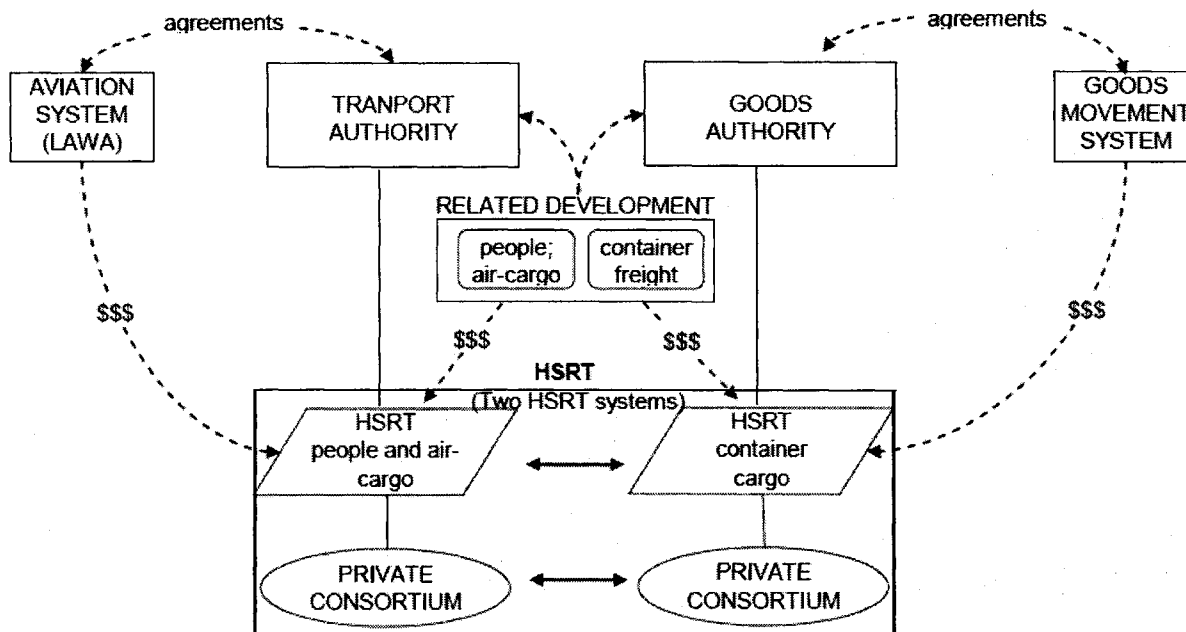 agreements
agreements
AVIATION
SYSTEM
(LAWA)
TRANPORT
AUTHORITY
GOODS
AUTHORITY
GOODS
MOVEMENT
SYSTEM
RELATED DEVELOPMENT
people;
air-cargo
container
freight
$$$
$$$
$$$
$$$
HSRT
(Two HSRT systems)
HSRT
people and air-
cargo
HSRT
container
cargo
PRIVATE
CONSORTIUM
PRIVATE
CONSORTIUM